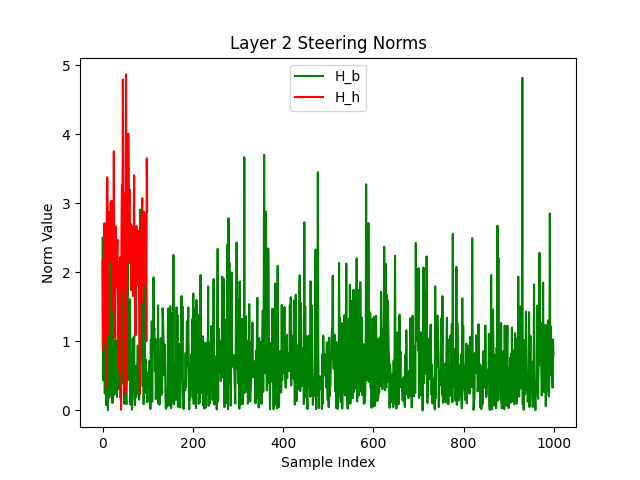 Layer 2 Steering Norms
H_b
H_h
Norm Value
5
4
3
2
1
0
0 200 400 600 800 1000
Sample Index